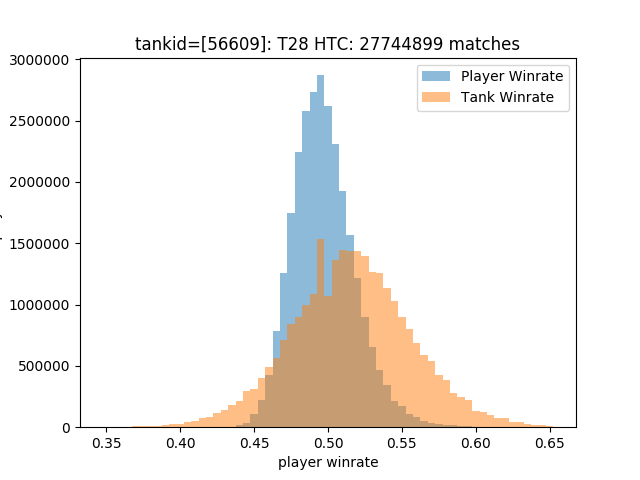 tankid=[56609]: T28 HTC: 27744899 matches
Player Winrate
Tank Winrate
3000000
2500000
2000000
1500000
1000000
500000
0
0.35 0.40 0.45 0.50 0.55 0.60 0.65
player winrate